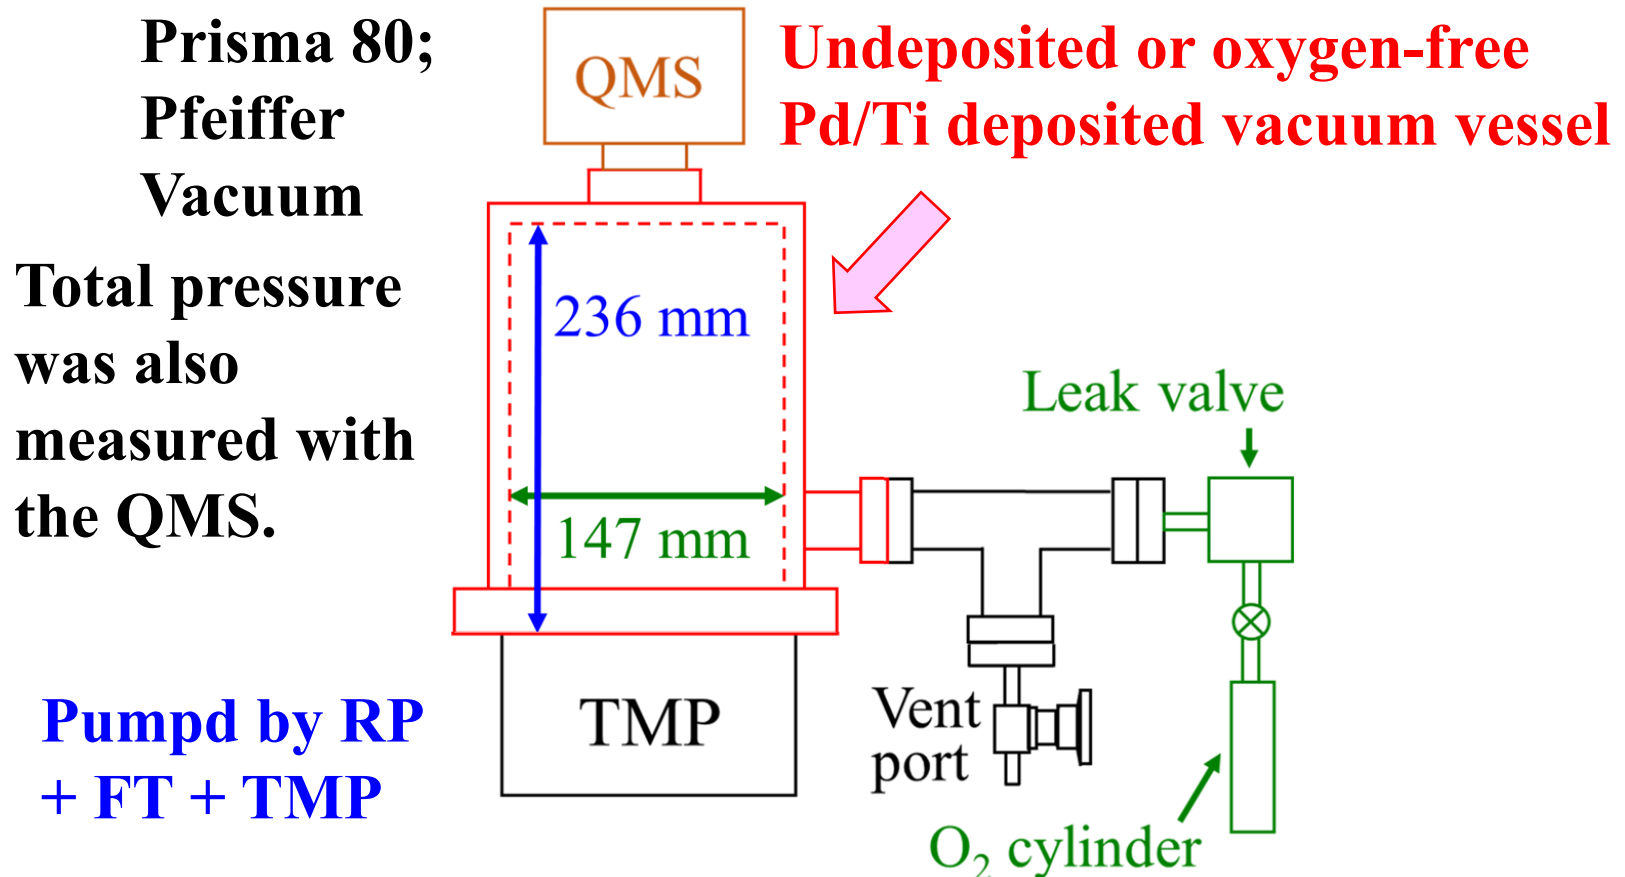 Prisma 80;
Pfeiffer
Vacuum
Total pressure
was also
measured with
the QMS.
Pumpd by RP
+ FT + TMP
QMS
Undeposited or oxygen-free
Pd/Ti deposited vacuum vessel
236 mm
147 mm
TMP
Leak valve
Vent
port
O₂ cylinder